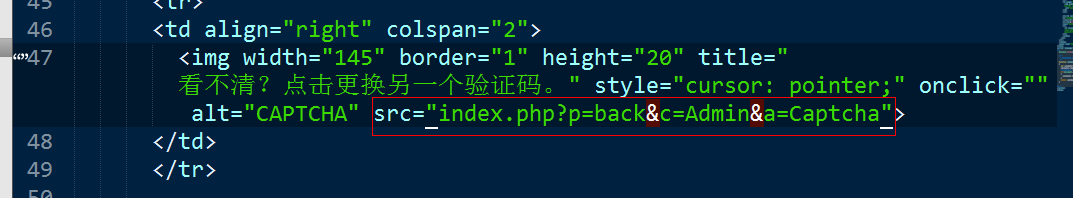 45 <tr>
46 <td align="right" colspan="2">
47 <img width="145" border="1" height="20" title="
看不清？点击更换另一个验证码。" style="cursor: pointer;" onclick=""
alt="CAPTCHA" src="index.php?p=back&c=Admin&a=Captcha">
48 </td>
49 </tr>
50